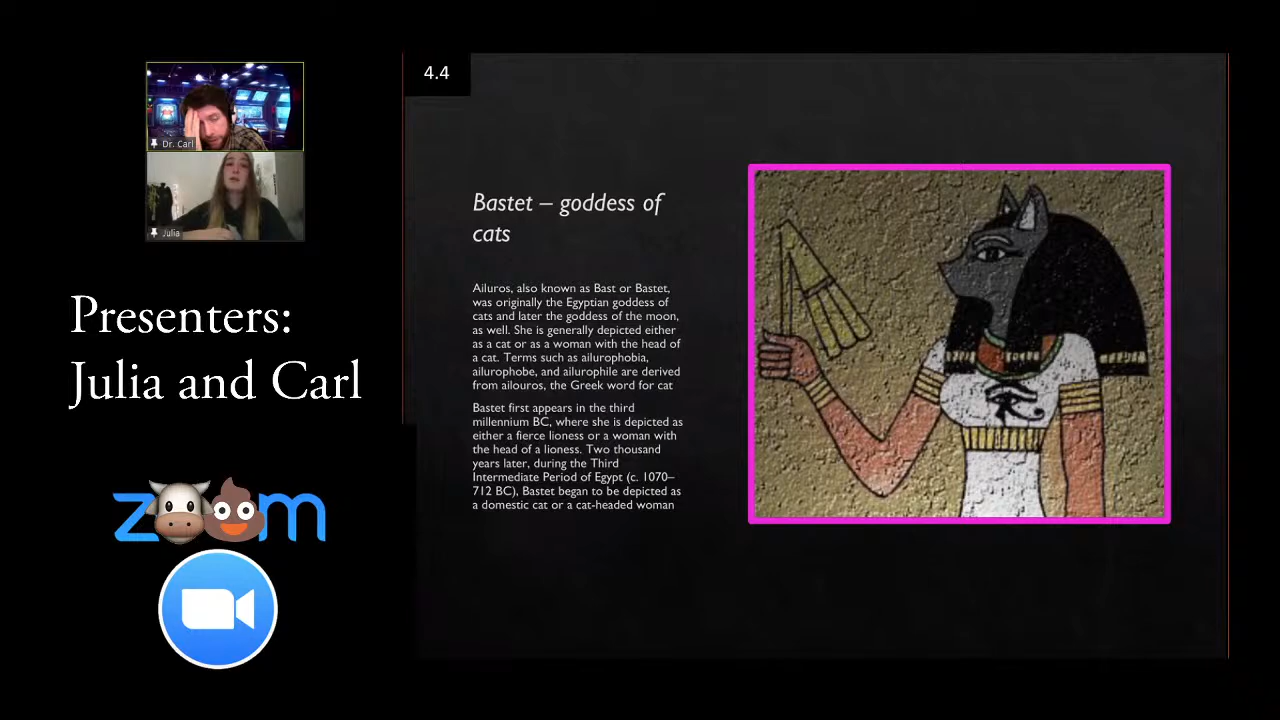 4.4
Dr. Carl
Julia
Presenters:
Julia and Carl
zm
Bastet – goddess of
cats
Ailuros, also known as Bast or Bastet,
was originally the Egyptian goddess of
cats and later the goddess of the moon,
as well. She is generally depicted either
as a cat or as a woman with the head of
a cat. Terms such as ailurophobia,
ailurophobe, and ailurophile are derived
from ailouros, the Greek word for cat
Bastet first appears in the third
millennium BC, where she is depicted as
either a fierce lioness or a woman with
the head of a lioness. Two thousand
years later, during the Third
Intermediate Period of Egypt (c. 1070–
712 BC), Bastet began to be depicted as
a domestic cat or a cat-headed woman